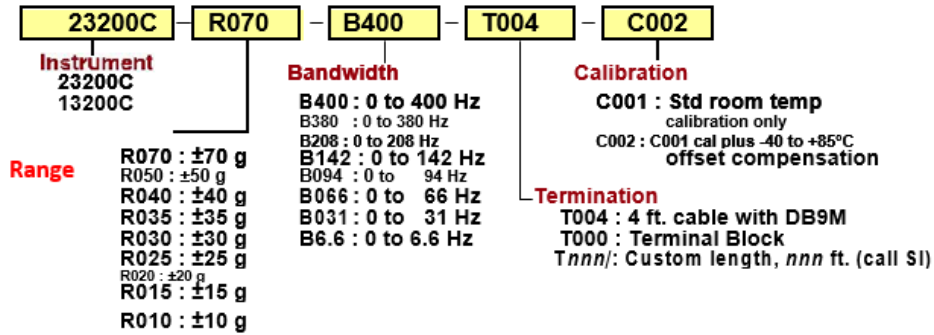 23200C – R070 – B400 – T004 – C002
Instrument
23200C
13200C
Range
R070 : ±70 g
R050 : ±50 g
R040 : ±40 g
R035 : ±35 g
R030 : ±30 g
R025 : ±25 g
R020 : ±20 g
R015 : ±15 g
R010 : ±10 g
Bandwidth
B400 : 0 to 400 Hz
B380 : 0 to 380 Hz
B208 : 0 to 208 Hz
B142 : 0 to 142 Hz
B094 : 0 to 94 Hz
B066 : 0 to 66 Hz
B031 : 0 to 31 Hz
B6.6 : 0 to 6.6 Hz
Termination
T004 : 4 ft. cable with DB9M
T000 : Terminal Block
Tnnn/: Custom length, nnn ft. (call SI)
Calibration
C001 : Std room temp
calibration only
C002 : C001 cal plus -40 to +85ºC
offset compensation